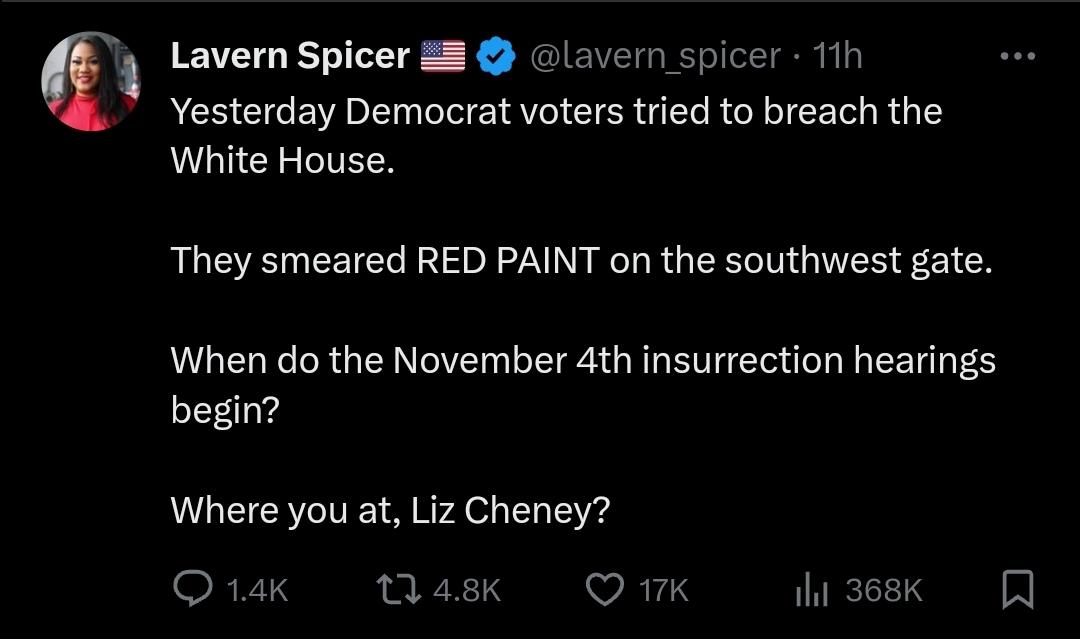 Lavern Spicer 🇺🇸 @lavern_spicer · 11h
Yesterday Democrat voters tried to breach the
White House.
They smeared RED PAINT on the southwest gate.
When do the November 4th insurrection hearings
begin?
Where you at, Liz Cheney?
1.4K 4.8K 17K 368K